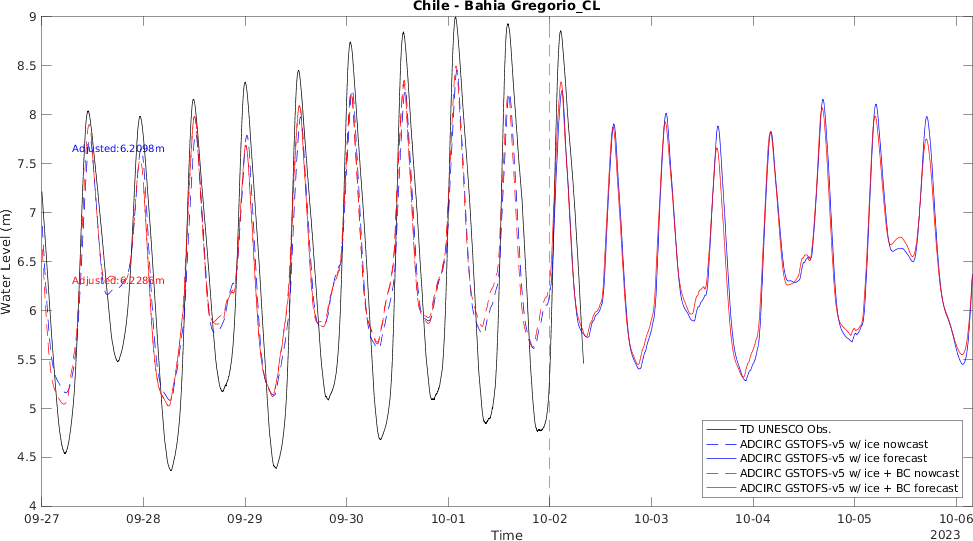 Chile - Bahia Gregorio_CL
9
8.5
8
7.5
7
6.5
6
5.5
5
4.5
4
Water Level (m)
Adjusted:6.2098m
Adjusted:6.2286m
TD UNESCO Obs.
ADCIRC GSTOFS-v5 w/ ice nowcast
ADCIRC GSTOFS-v5 w/ ice forecast
ADCIRC GSTOFS-v5 w/ ice + BC nowcast
ADCIRC GSTOFS-v5 w/ ice + BC forecast
09-27 09-28 09-29 09-30 10-01 10-02 10-03 10-04 10-05 10-06
Time
2023